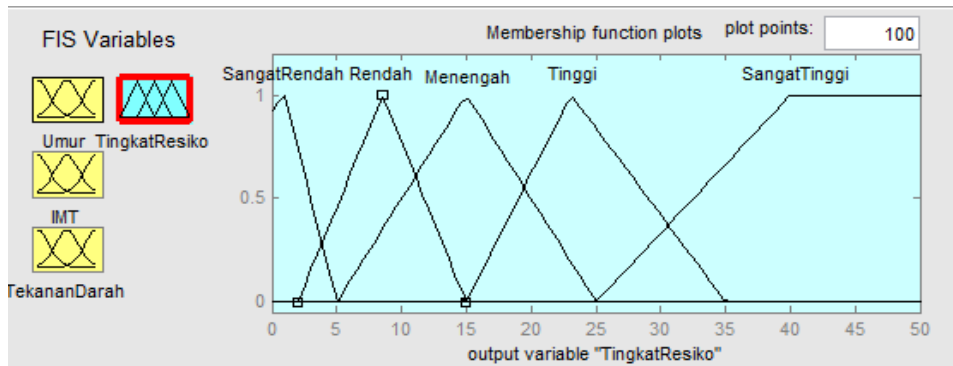 FIS Variables
Membership function plots
plot points:
100
SangatRendah
Rendah
Menengah
Tinggi
SangatTinggi
1
0.5
0
Umur
TingkatResiko
IMT
TekananDarah
0 5 10 15 20 25 30 35 40 45 50
output variable "TingkatResiko"